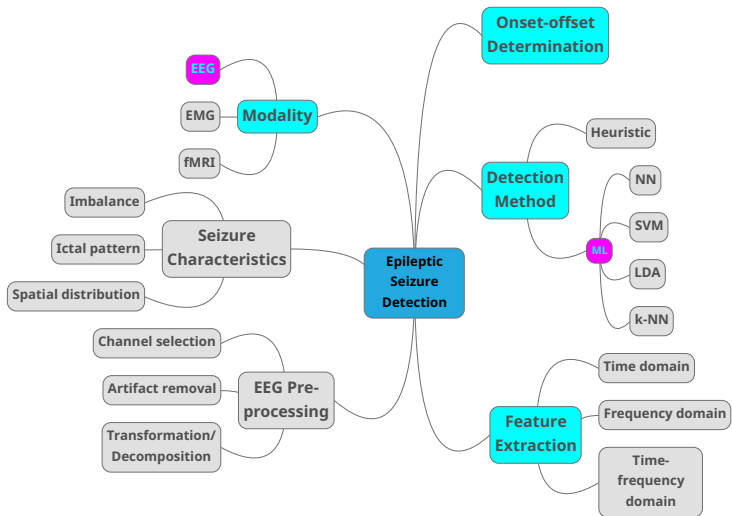 Epileptic
Seizure
Detection
Modality
EEG
EMG
fMRI
Seizure
Characteristics
Imbalance
Ictal pattern
Spatial distribution
EEG Pre-
processing
Channel selection
Artifact removal
Transformation/
Decomposition
Onset-offset
Determination
Detection
Method
Heuristic
ML
NN
SVM
LDA
k-NN
Feature
Extraction
Time domain
Frequency domain
Time-
frequency
domain